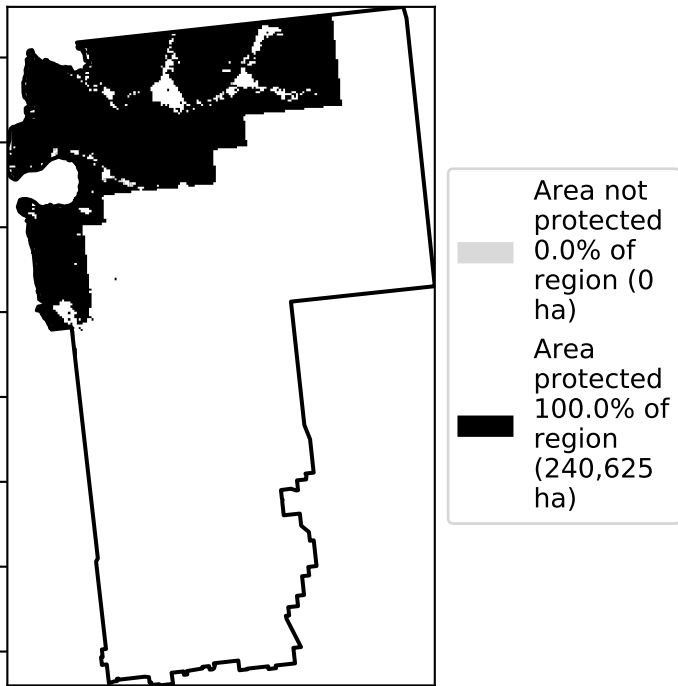 Area not
protected
0.0% of
region (0
ha)
Area
protected
100.0% of
region
(240,625
ha)